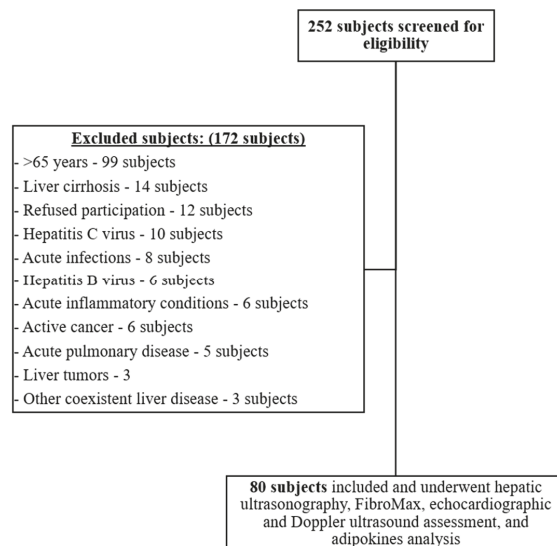 252 subjects screened for
eligibility
Excluded subjects: (172 subjects)
- >65 years - 99 subjects
- Liver cirrhosis - 14 subjects
- Refused participation - 12 subjects
- Hepatitis C virus - 10 subjects
- Acute infections - 8 subjects
- Hepatitis B virus - 6 subjects
- Acute inflammatory conditions - 6 subjects
- Active cancer - 6 subjects
- Acute pulmonary disease - 5 subjects
- Liver tumors - 3
- Other coexistent liver disease - 3 subjects
80 subjects included and underwent hepatic
ultrasonography, FibroMax, echocardiographic
and Doppler ultrasound assessment, and
adipokines analysis